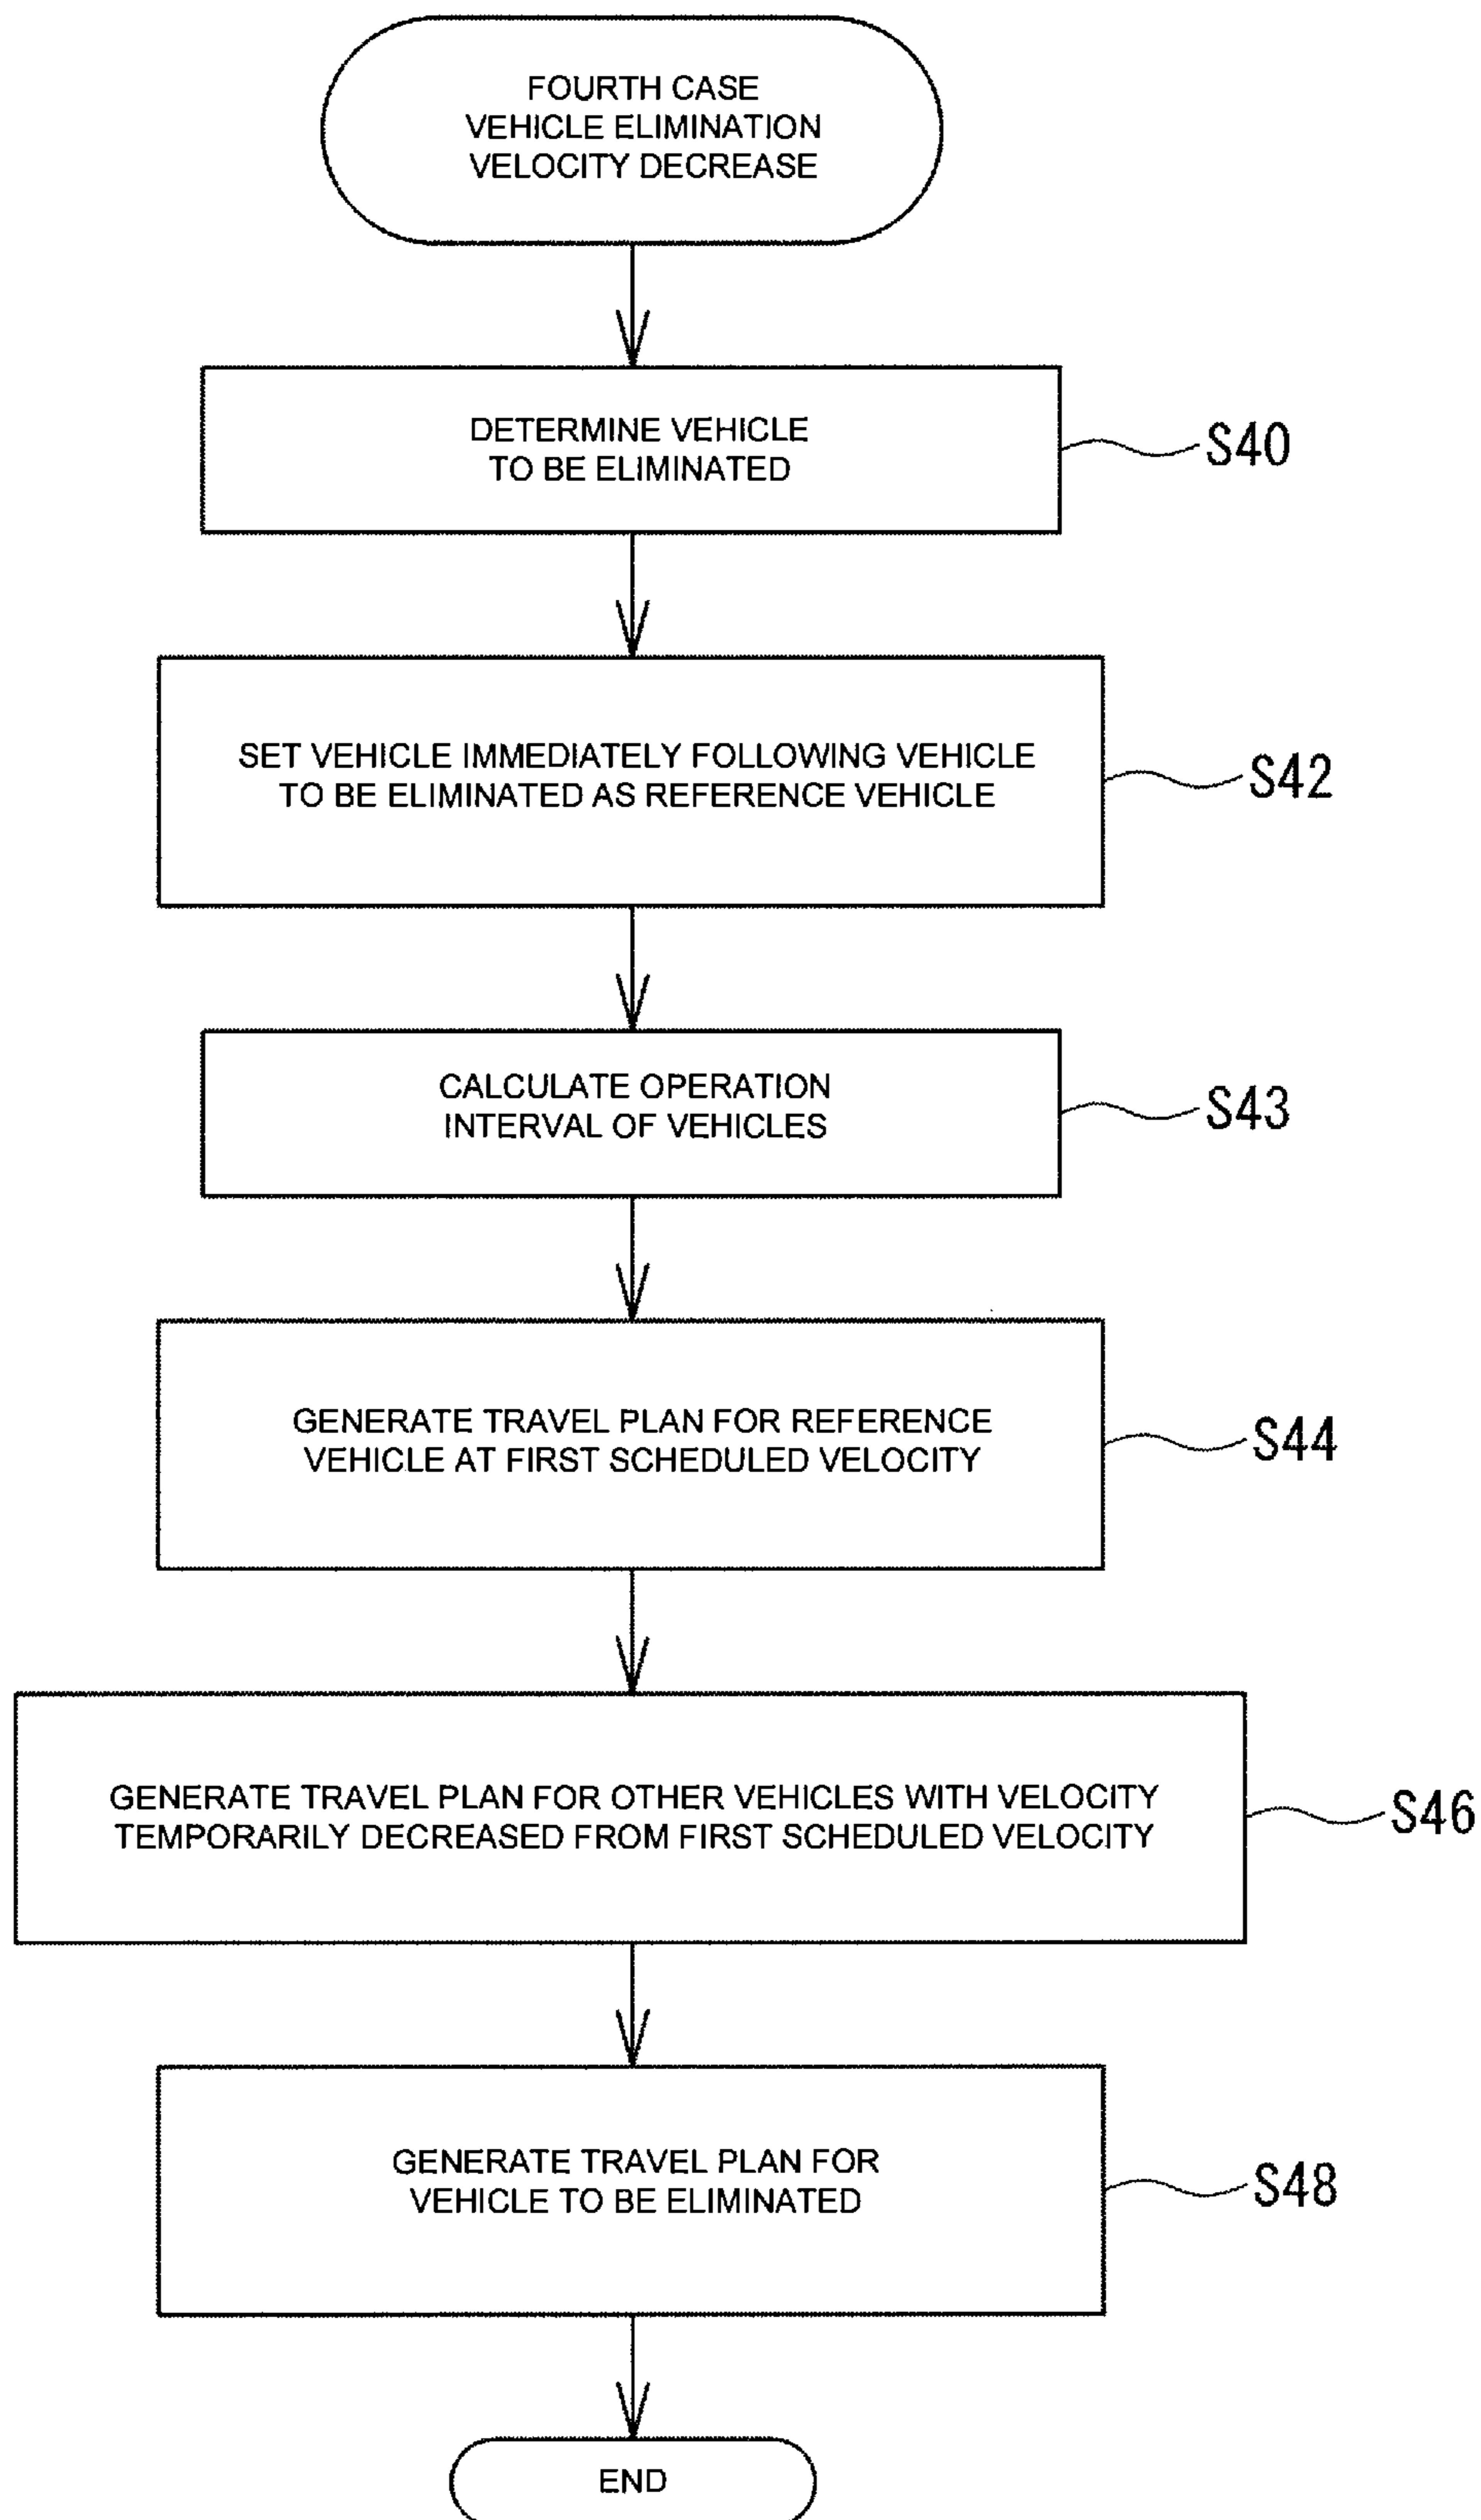 FOURTH CASE
VEHICLE ELIMINATION
VELOCITY DECREASE
DETERMINE VEHICLE
TO BE ELIMINATED
S40
SET VEHICLE IMMEDIATELY FOLLOWING VEHICLE
TO BE ELIMINATED AS REFERENCE VEHICLE
S42
CALCULATE OPERATION
INTERVAL OF VEHICLES
S43
GENERATE TRAVEL PLAN FOR REFERENCE
VEHICLE AT FIRST SCHEDULED VELOCITY
S44
GENERATE TRAVEL PLAN FOR OTHER VEHICLES WITH VELOCITY
TEMPORARILY DECREASED FROM FIRST SCHEDULED VELOCITY
S46
GENERATE TRAVEL PLAN FOR
VEHICLE TO BE ELIMINATED
S48
END